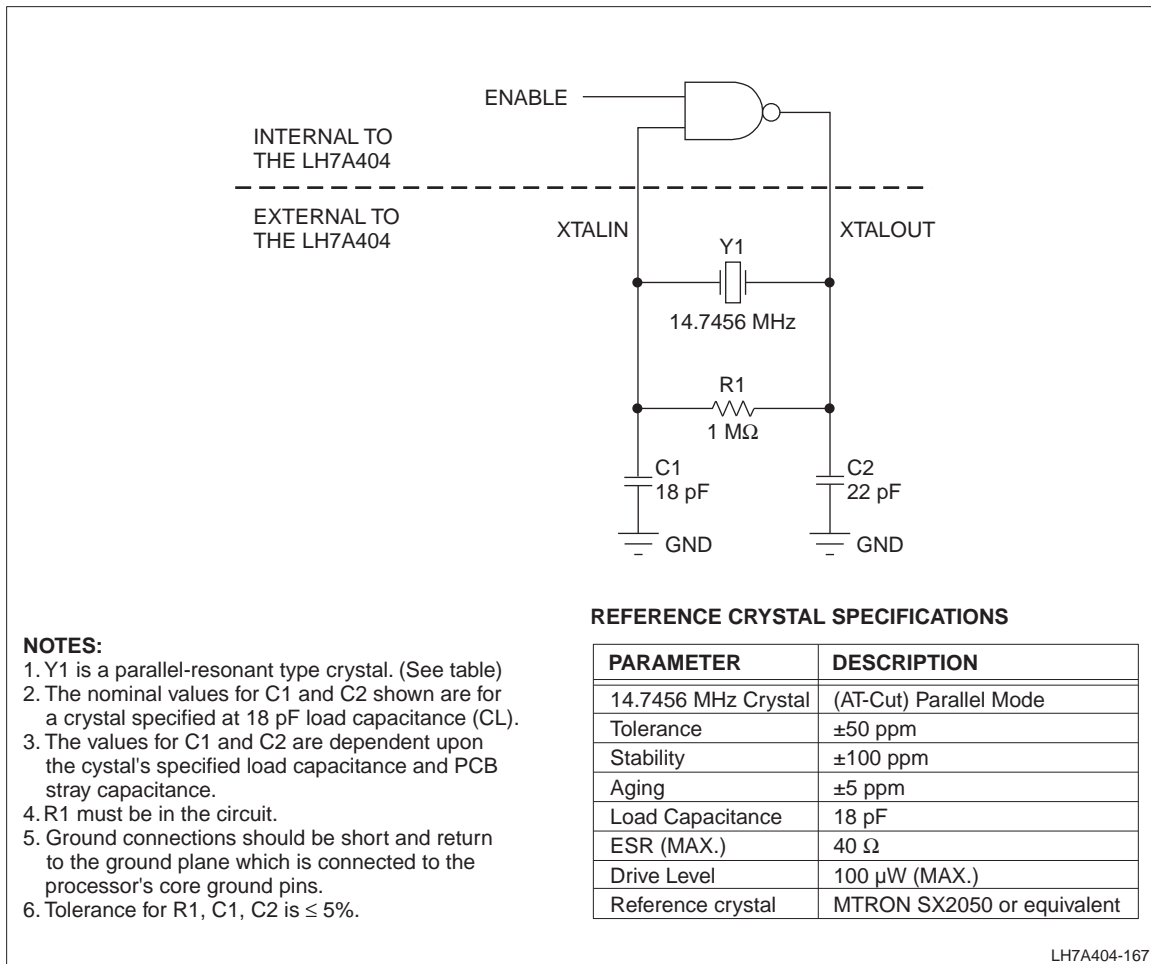 ENABLE
INTERNAL TO
THE LH7A404
EXTERNAL TO
THE LH7A404
XTALIN
XTALOUT
Y1
14.7456 MHz
R1
1 MΩ
C1
18 pF
C2
22 pF
GND
GND
NOTES:
1. Y1 is a parallel-resonant type crystal. (See table)
2. The nominal values for C1 and C2 shown are for
a crystal specified at 18 pF load capacitance (CL).
3. The values for C1 and C2 are dependent upon
the cystal's specified load capacitance and PCB
stray capacitance.
4. R1 must be in the circuit.
5. Ground connections should be short and return
to the ground plane which is connected to the
processor's core ground pins.
6. Tolerance for R1, C1, C2 is ≤ 5%.
REFERENCE CRYSTAL SPECIFICATIONS
PARAMETER DESCRIPTION
14.7456 MHz Crystal (AT-Cut) Parallel Mode
Tolerance ±50 ppm
Stability ±100 ppm
Aging ±5 ppm
Load Capacitance 18 pF
ESR (MAX.) 40 Ω
Drive Level 100 µW (MAX.)
Reference crystal MTRON SX2050 or equivalent
LH7A404-167